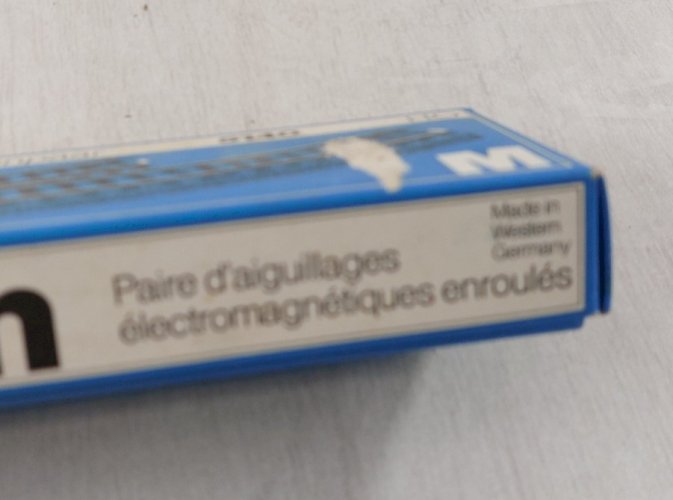 M
Made in
Western
Germany
Paire d'aiguillages
électromagnétiques enroulés
n